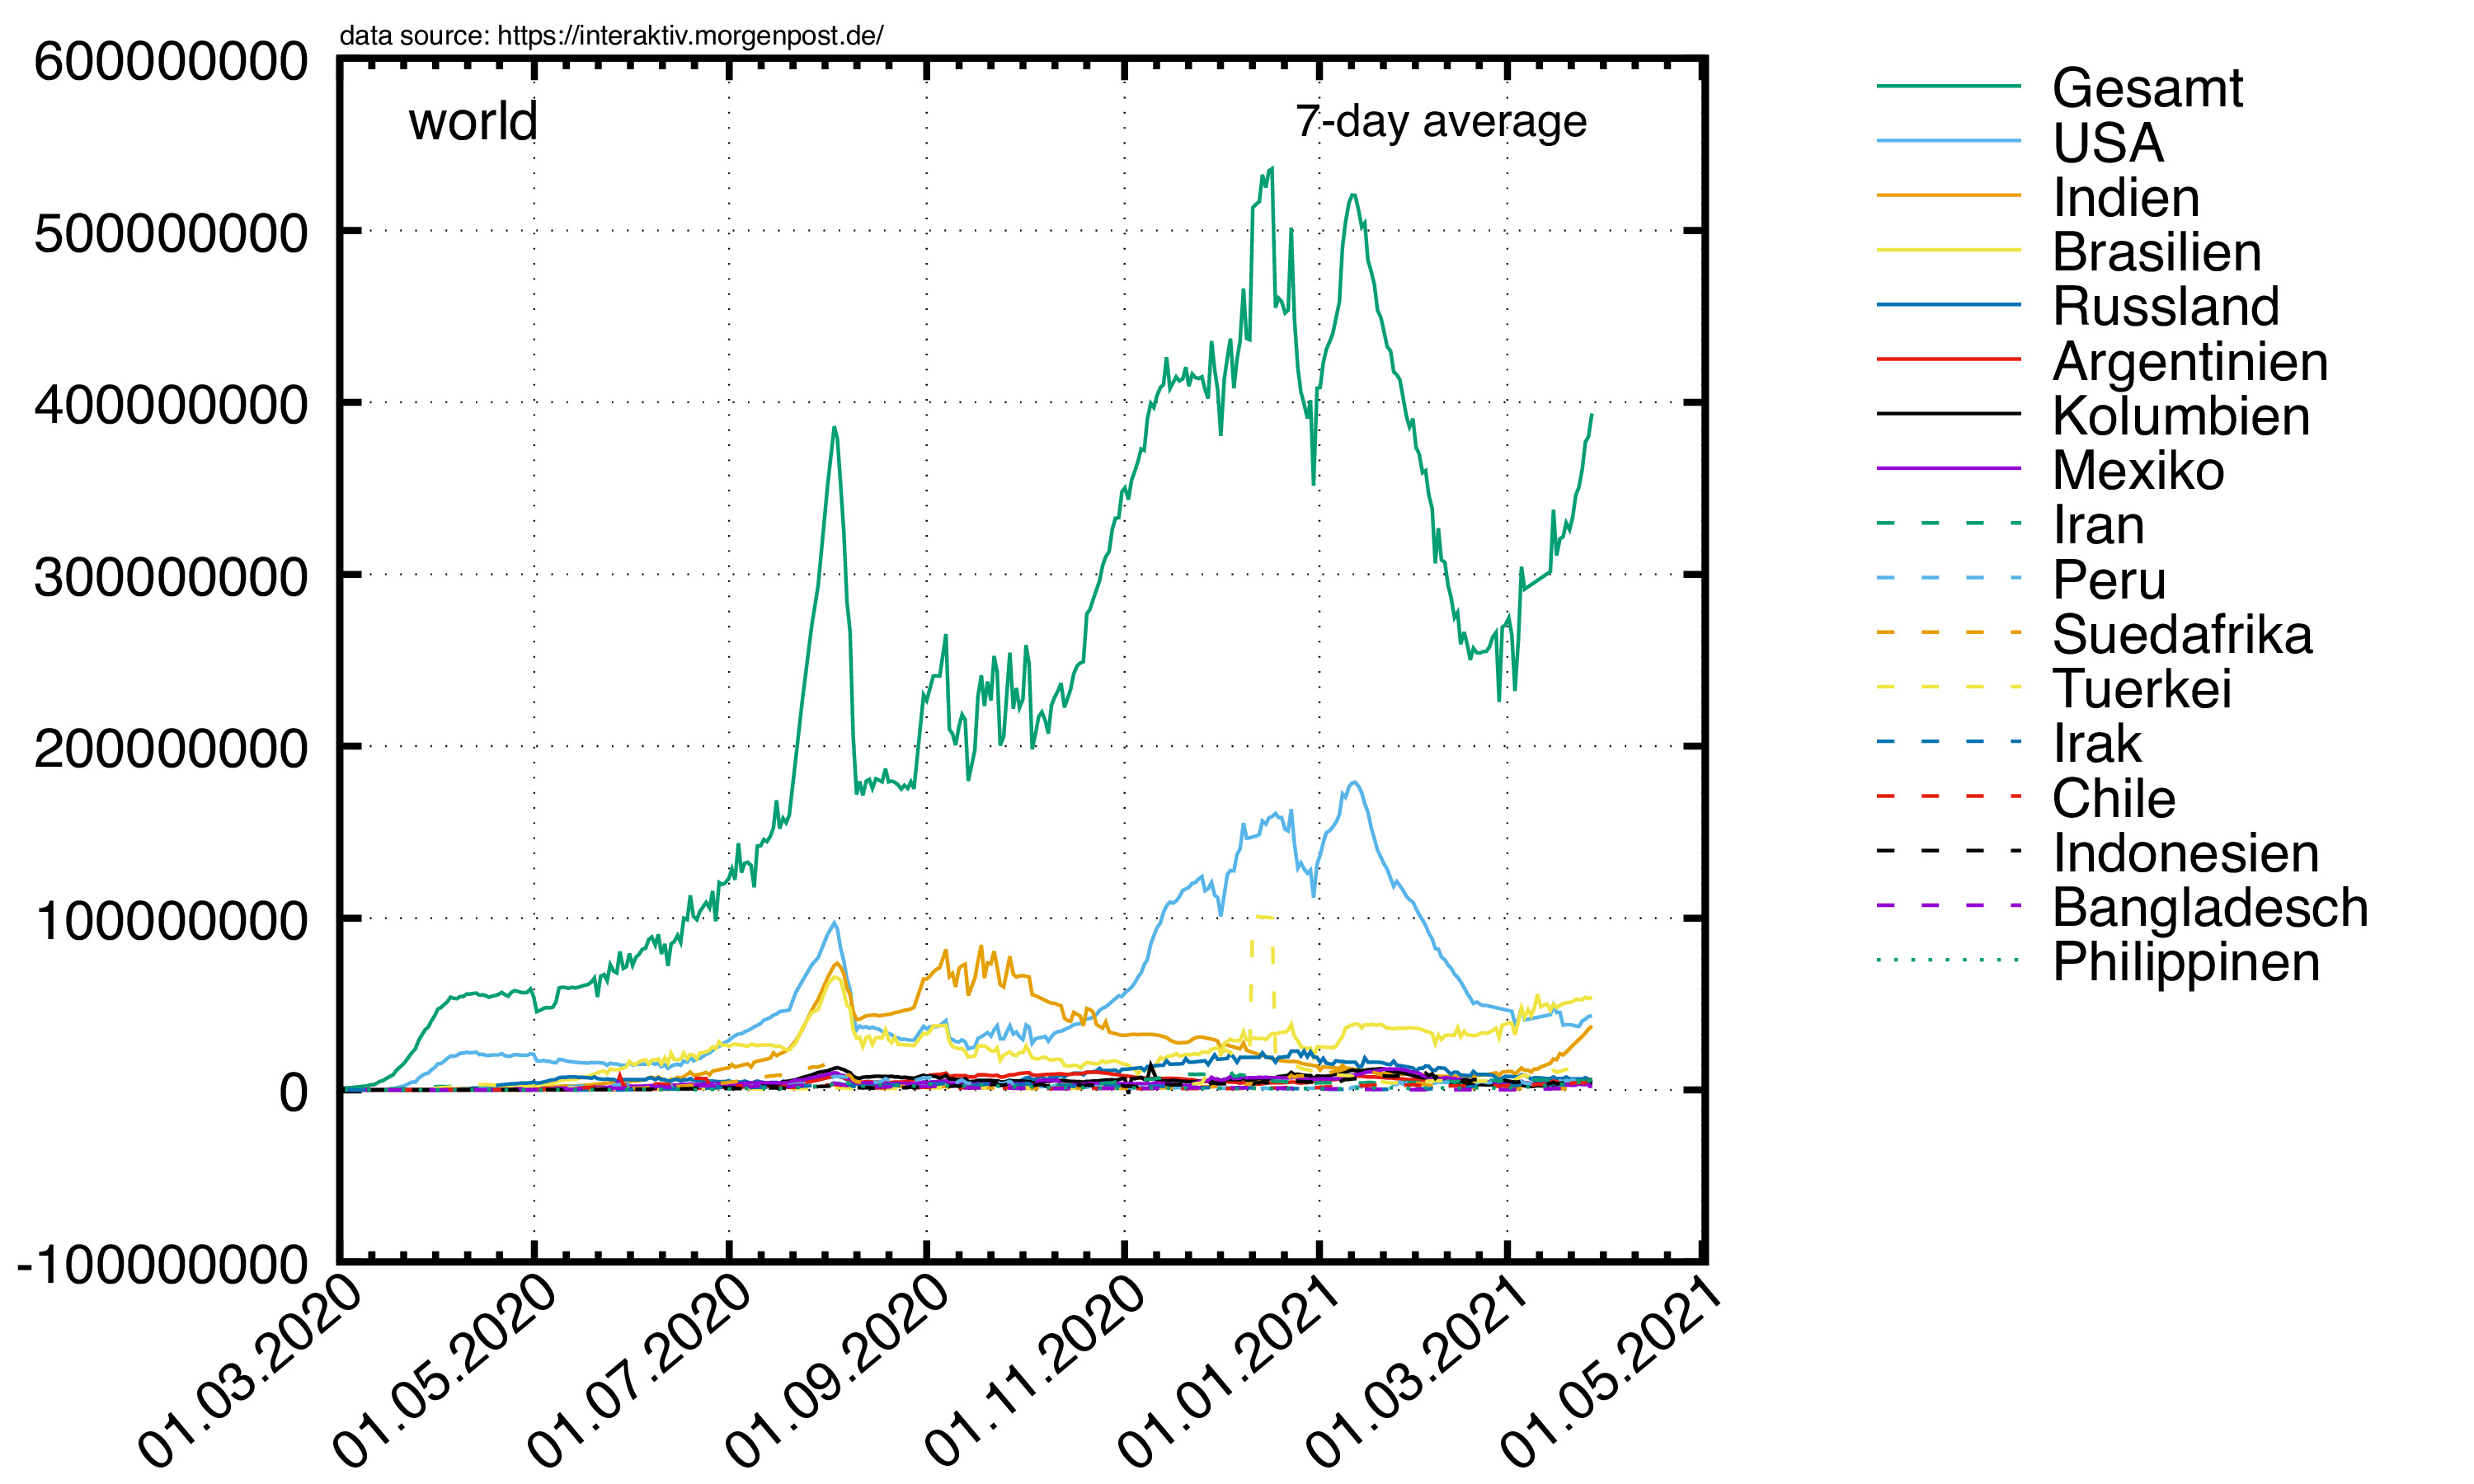 data source: https://interaktiv.morgenpost.de/
600000000
500000000
400000000
300000000
200000000
100000000
0
-100000000
world
7-day average
01.03.2020
01.05.2020
01.07.2020
01.09.2020
01.11.2020
01.01.2021
01.03.2021
01.05.2021
Gesamt
USA
Indien
Brasilien
Russland
Argentinien
Kolumbien
Mexiko
Iran
Peru
Suedafrika
Tuerkei
Irak
Chile
Indonesien
Bangladesch
Philippinen